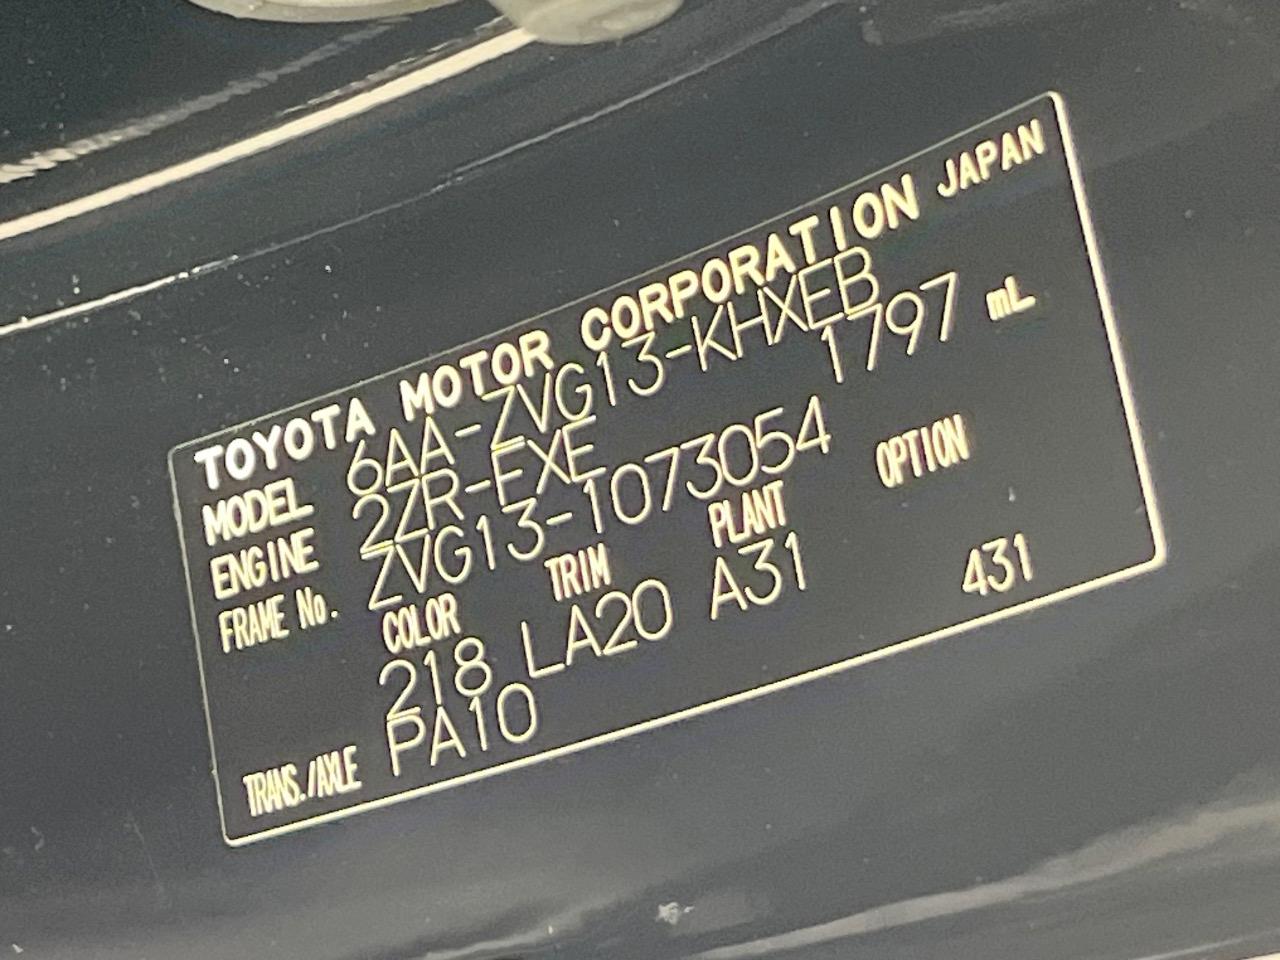 TOYOTA MOTOR CORPORATION JAPAN
MODEL 6AA-ZVG13-KHXEB
ENGINE 2ZR-FXE 1797 mL
FRAME No. ZVG13-1073054
COLOR TRIM PLANT OPTION
218 LA20 A31 431
TRANS./AXLE PA10